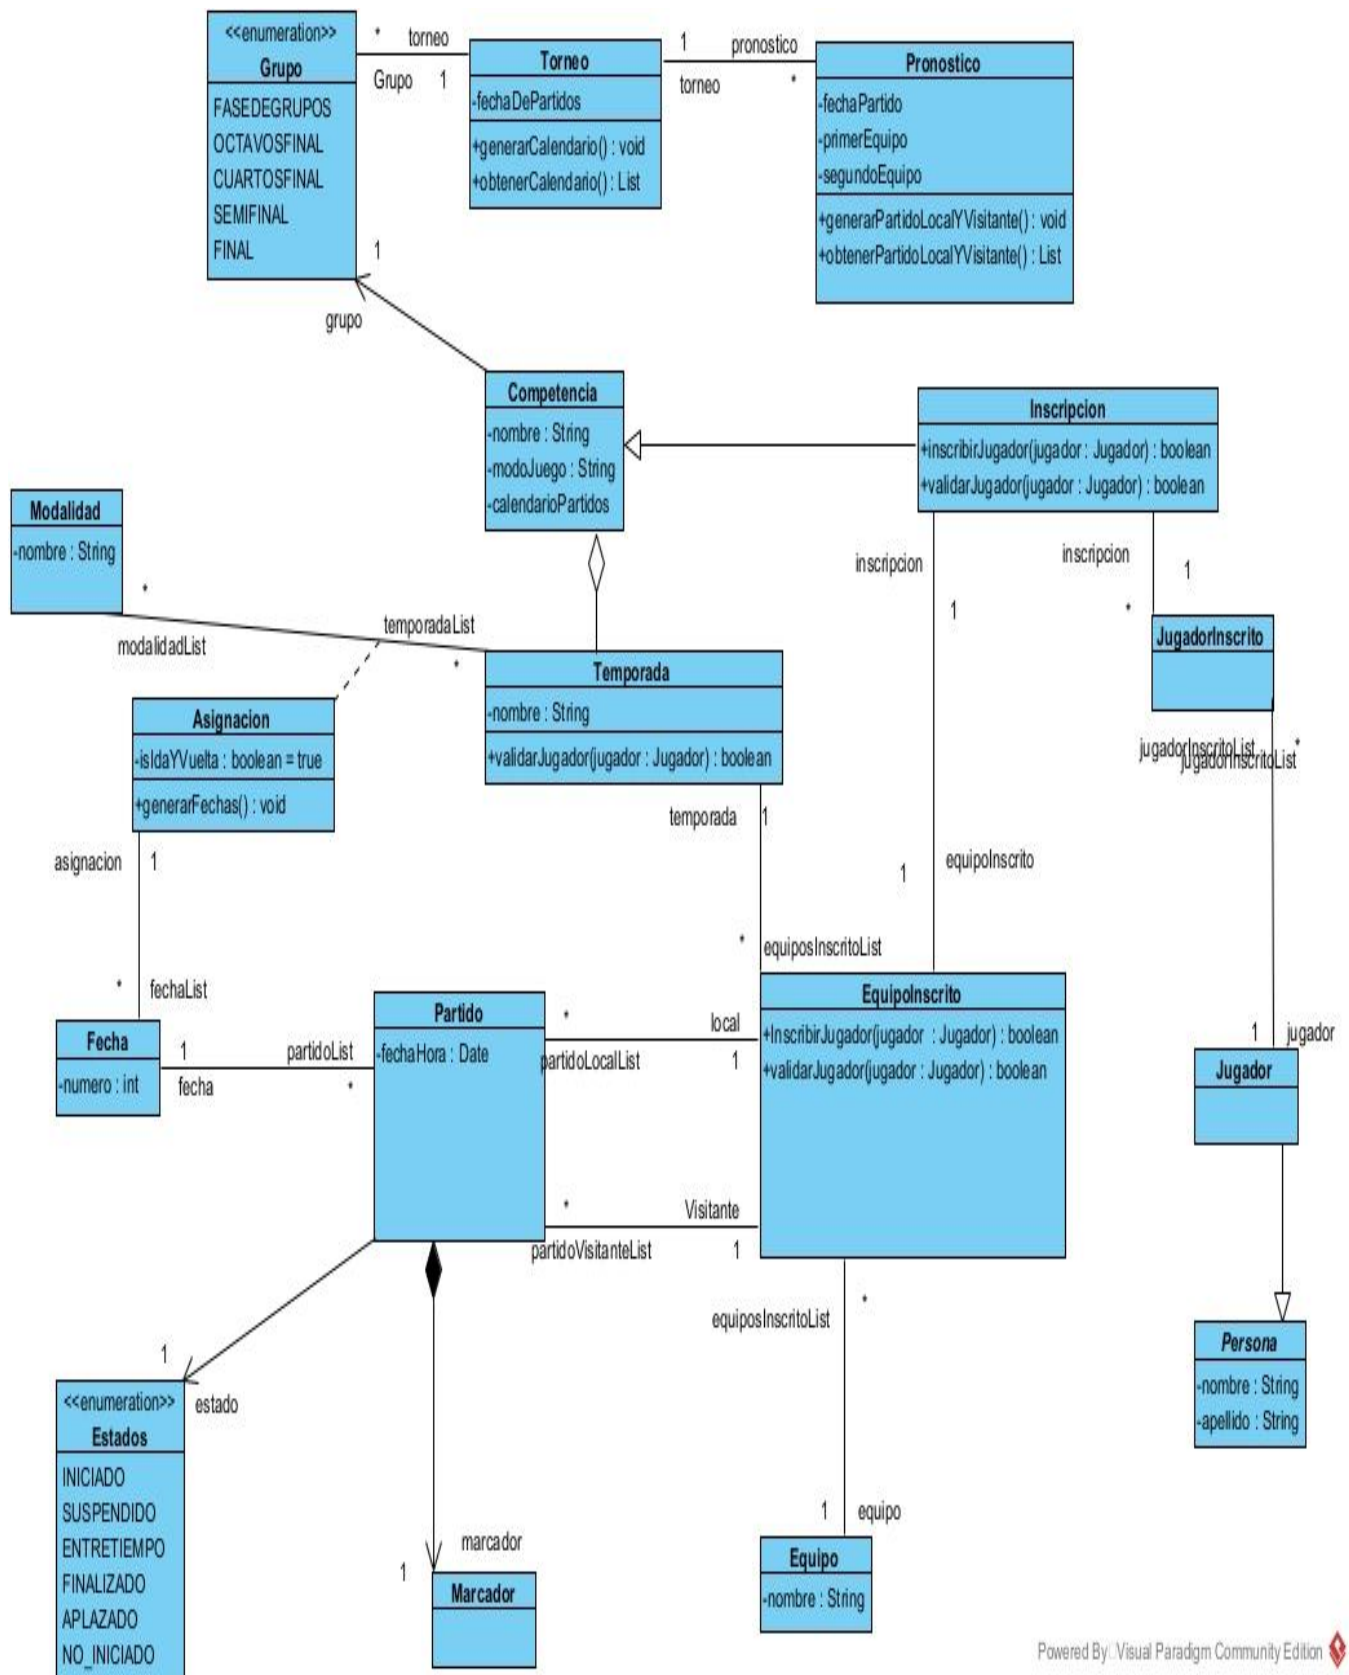 <<enumeration>>
Grupo
FASEDEGRUPOS
OCTAVOSFINAL
CUARTOSFINAL
SEMIFINAL
FINAL
* torneo
Grupo 1
Torneo
-fechaDePartidos
+generarCalendario() : void
+obtenerCalendario() : List
1 pronostico
torneo *
Pronostico
-fechaPartido
-primerEquipo
-segundoEquipo
+generarPartidoLocalYVisitante() : void
+obtenerPartidoLocalYVisitante() : List
1
grupo
Competencia
-nombre : String
-modoJuego : String
-calendarioPartidos
Inscripcion
+inscribirJugador(jugador : Jugador) : boolean
+validarJugador(jugador : Jugador) : boolean
Modalidad
-nombre : String
*
modalidadList
temporadaList
*
inscripcion
1
inscripcion
1
*
JugadorInscrito
Temporada
-nombre : String
+validarJugador(jugador : Jugador) : boolean
Asignacion
-isIdaYVuelta : boolean = true
+generarFechas() : void
jugadorInscritoList
jugadorInscritoList
*
temporada 1
asignacion 1
1 equipoInscrito
* equiposInscritoList
* fechaList
Fecha
-numero : int
1 partidoList
fecha *
Partido
-fechaHora : Date
* local
partidoLocalList 1
EquipoInscrito
+InscribirJugador(jugador : Jugador) : boolean
+validarJugador(jugador : Jugador) : boolean
1 jugador
Jugador
* Visitante
partidoVisitanteList 1
equiposInscritoList *
Persona
-nombre : String
-apellido : String
1
estado
<<enumeration>>
Estados
INICIADO
SUSPENDIDO
ENTRETIEMPO
FINALIZADO
APLAZADO
NO_INICIADO
marcador
1
Marcador
1 equipo
Equipo
-nombre : String
Powered By Visual Paradigm Community Edition